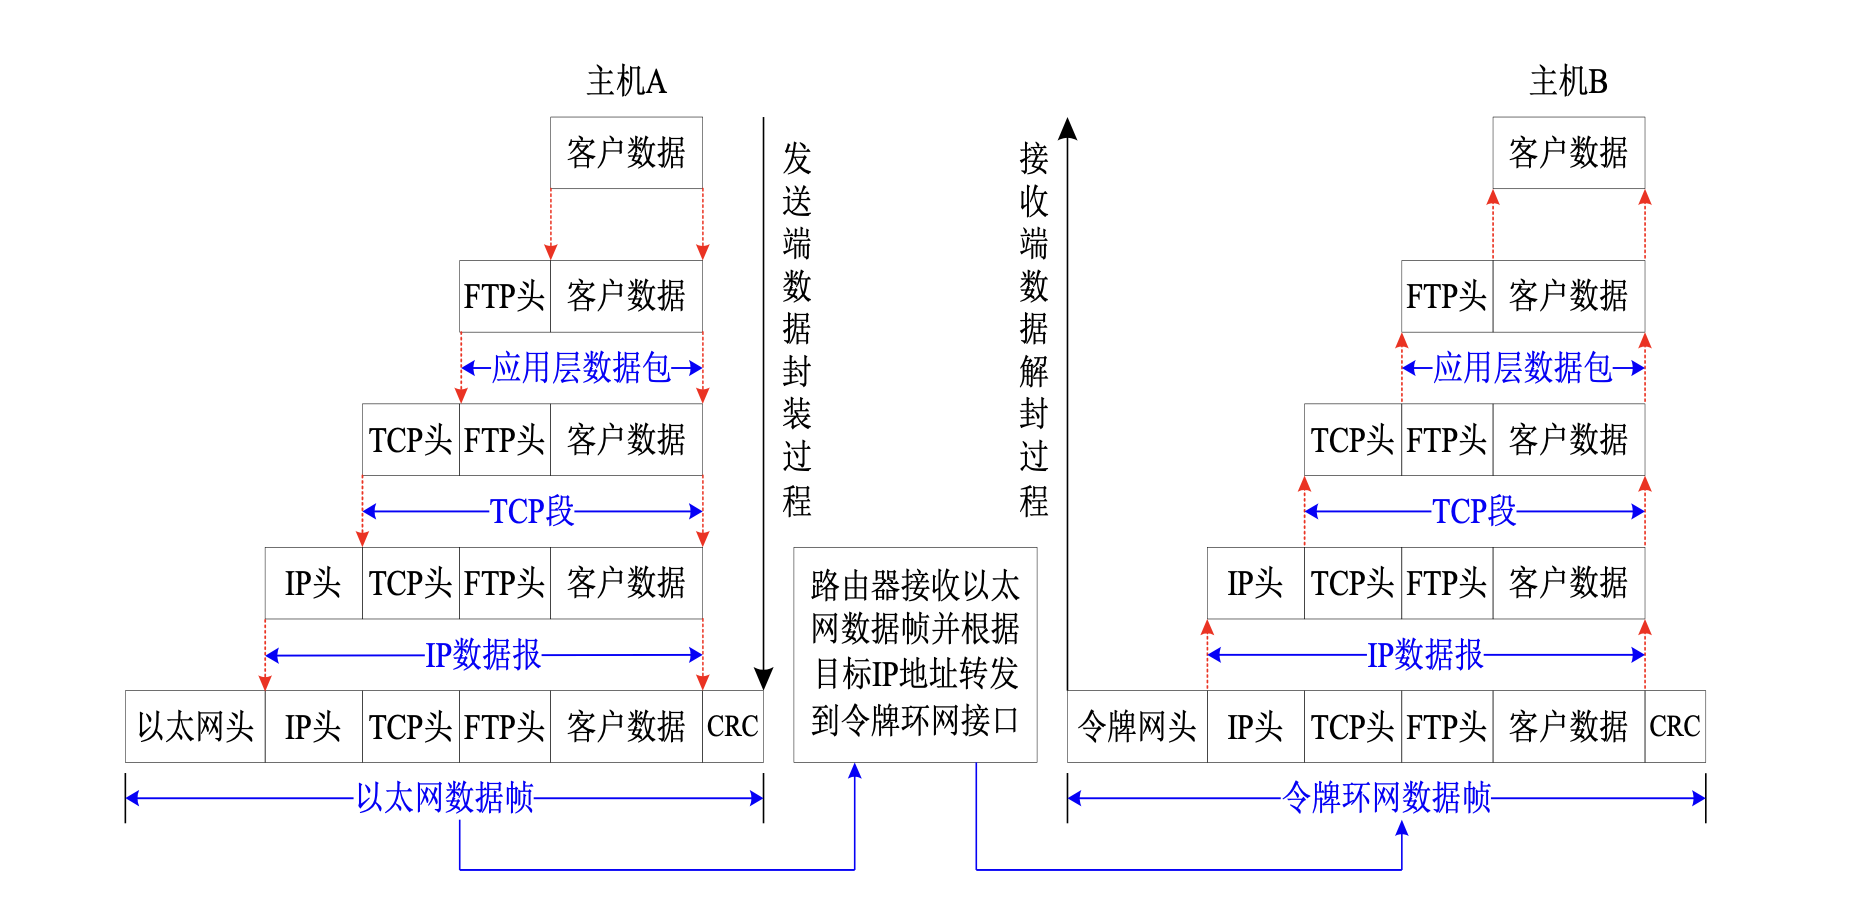 主机A
客户数据
FTP头 客户数据
应用层数据包
TCP头 FTP头 客户数据
TCP段
IP头 TCP头 FTP头 客户数据
IP数据报
以太网头 IP头 TCP头 FTP头 客户数据 CRC
以太网数据帧
发送端数据封装过程
路由器接收以太
网数据帧并根据
目标IP地址转发
到令牌环网接口
接收端数据解封过程
主机B
客户数据
FTP头 客户数据
应用层数据包
TCP头 FTP头 客户数据
TCP段
IP头 TCP头 FTP头 客户数据
IP数据报
令牌网头 IP头 TCP头 FTP头 客户数据 CRC
令牌环网数据帧